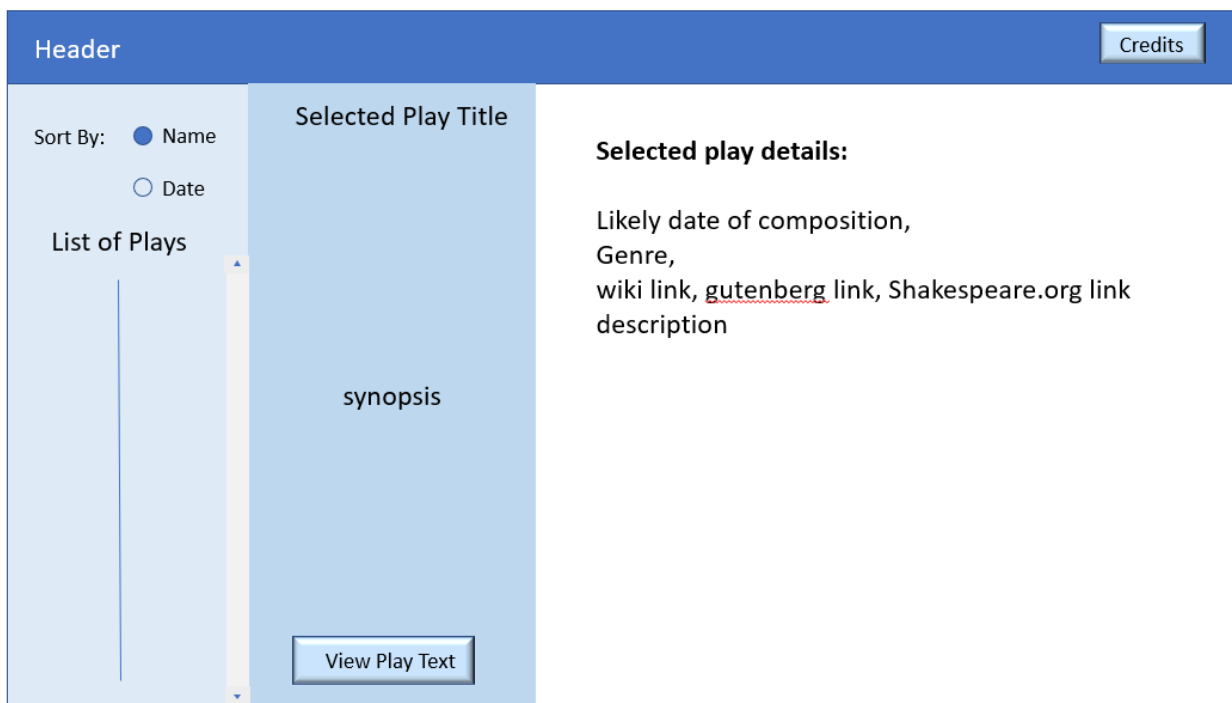 Header
Credits
Sort By:
Name
Date
List of Plays
Selected Play Title
synopsis
View Play Text
Selected play details:
Likely date of composition,
Genre,
wiki link, gutenberg link, Shakespeare.org link
description